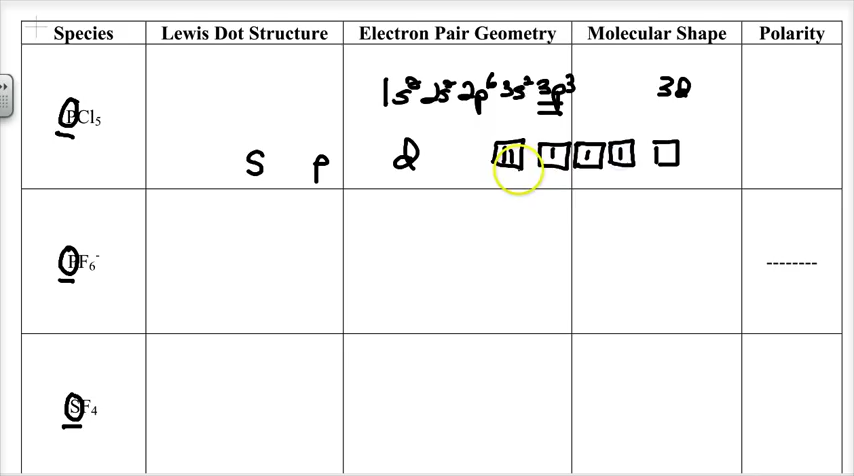 Species Lewis Dot Structure Electron Pair Geometry Molecular Shape Polarity
1s² 2s² 2p⁶ 3s² 3p³ 3d
PCl₅
s p d
PF₆⁻ --------
SF₄